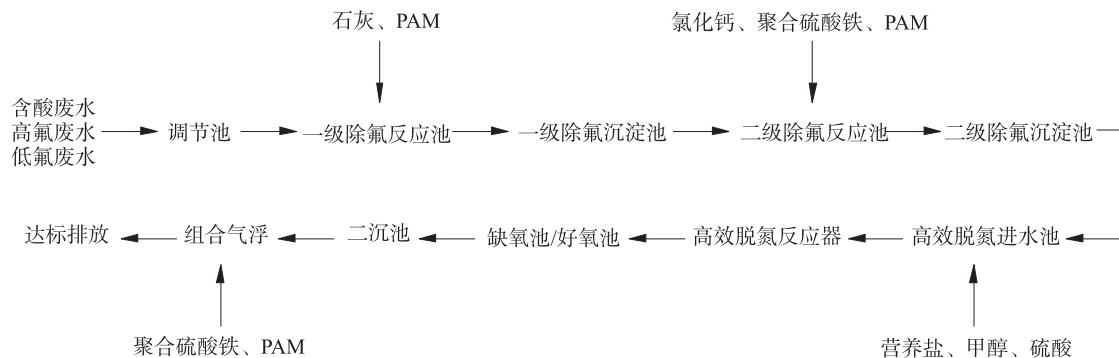 石灰、PAM
氯化钙、聚合硫酸铁、PAM
含酸废水
高氟废水
低氟废水
调节池
一级除氟反应池
一级除氟沉淀池
二级除氟反应池
二级除氟沉淀池
达标排放
组合气浮
二沉池
缺氧池/好氧池
高效脱氮反应器
高效脱氮进水池
聚合硫酸铁、PAM
营养盐、甲醇、硫酸